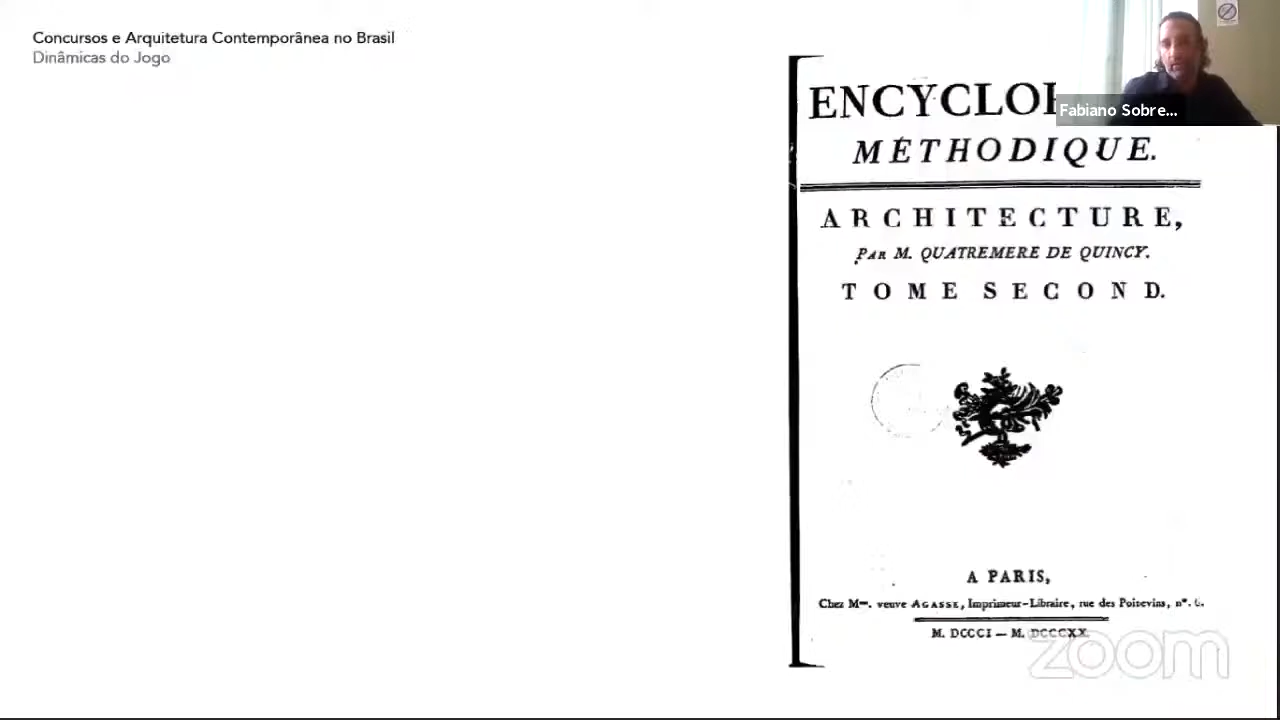 Concursos e Arquitetura Contemporânea no Brasil
Dinâmicas do Jogo
MÉTHODIQUE.
ARCHITECTURE,
PAR M. QUATREMERE DE QUINCY.
TOME SECOND.
A PARIS,
Chez Mme. veuve AGASSE, Imprimeur-Libraire, rue des Poitevins, n°. 6.
M. DCCCI — M. DCCCXX
Fabiano Sobre...
zoom